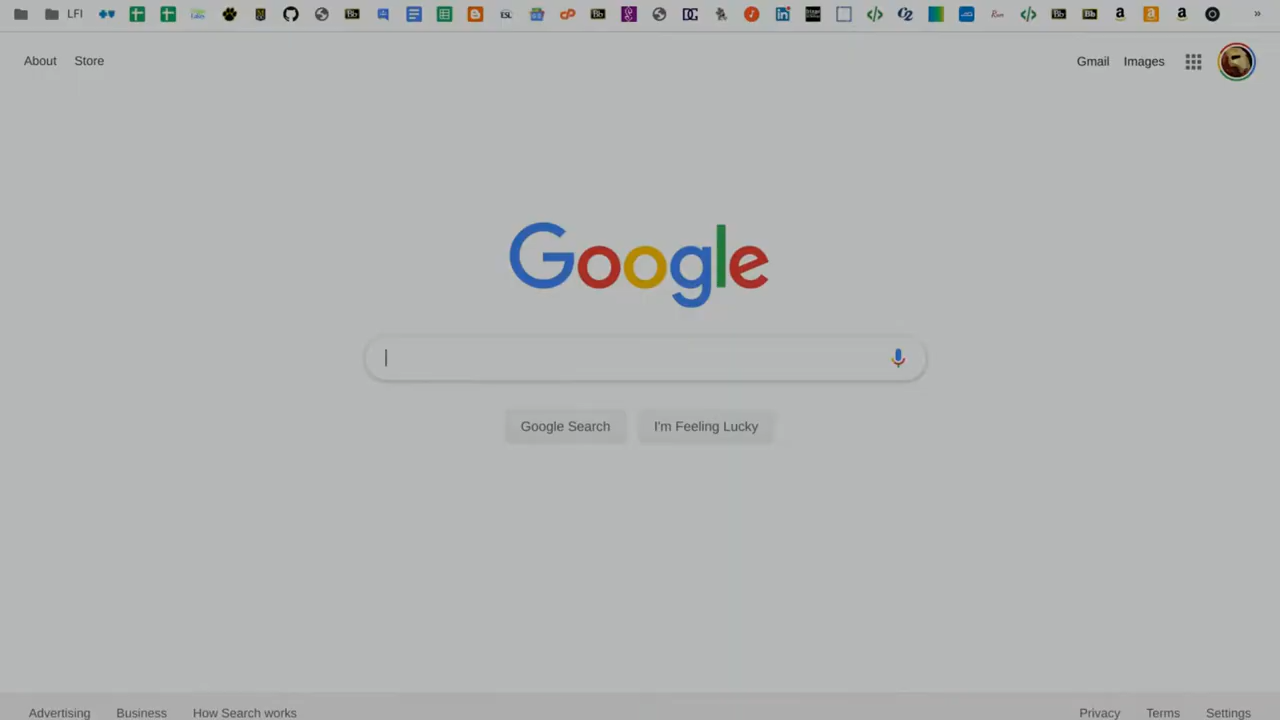 LFI
About Store
Gmail Images
Google
Google Search I'm Feeling Lucky
Advertising Business How Search works
Privacy Terms Settings